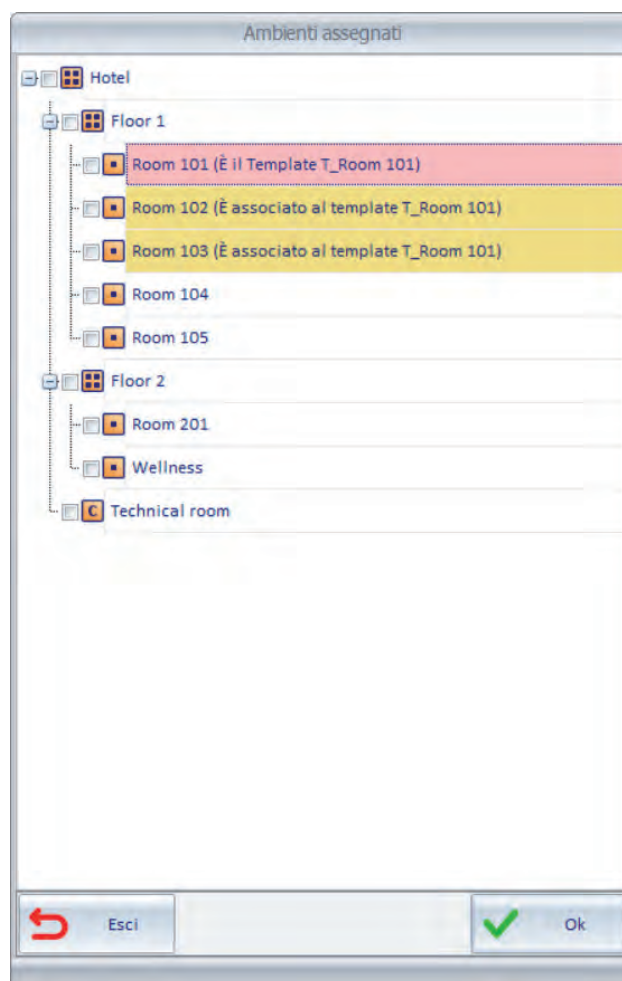 Ambienti assegnati
Hotel
Floor 1
Room 101 (È il Template T_Room 101)
Room 102 (È associato al template T_Room 101)
Room 103 (È associato al template T_Room 101)
Room 104
Room 105
Floor 2
Room 201
Wellness
C Technical room
Esci Ok